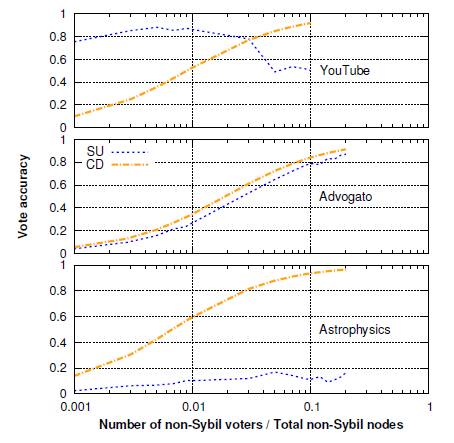 1
0.8
0.6
0.4
0.2
0
YouTube
1
0.8
0.6
0.4
0.2
0
SU
CD
Advogato
1
0.8
0.6
0.4
0.2
0
Astrophysics
0.001 0.01 0.1 1
Vote accuracy
Number of non-Sybil voters / Total non-Sybil nodes